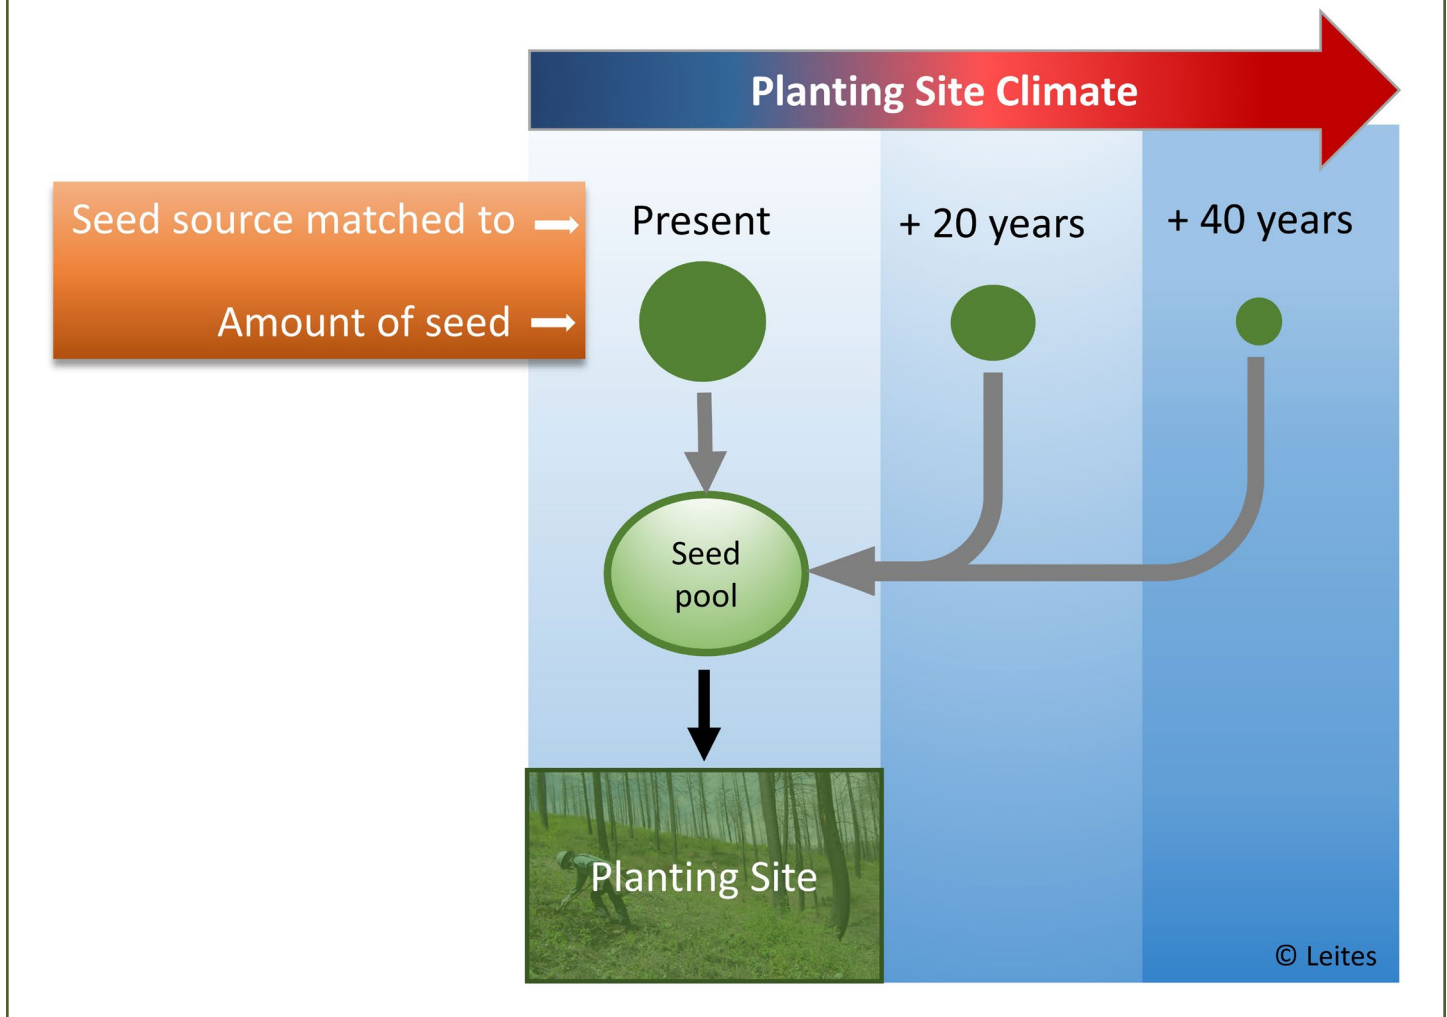 Planting Site Climate
Seed source matched to
Present
+ 20 years
+ 40 years
Amount of seed
Seed
pool
Planting Site
© Leites